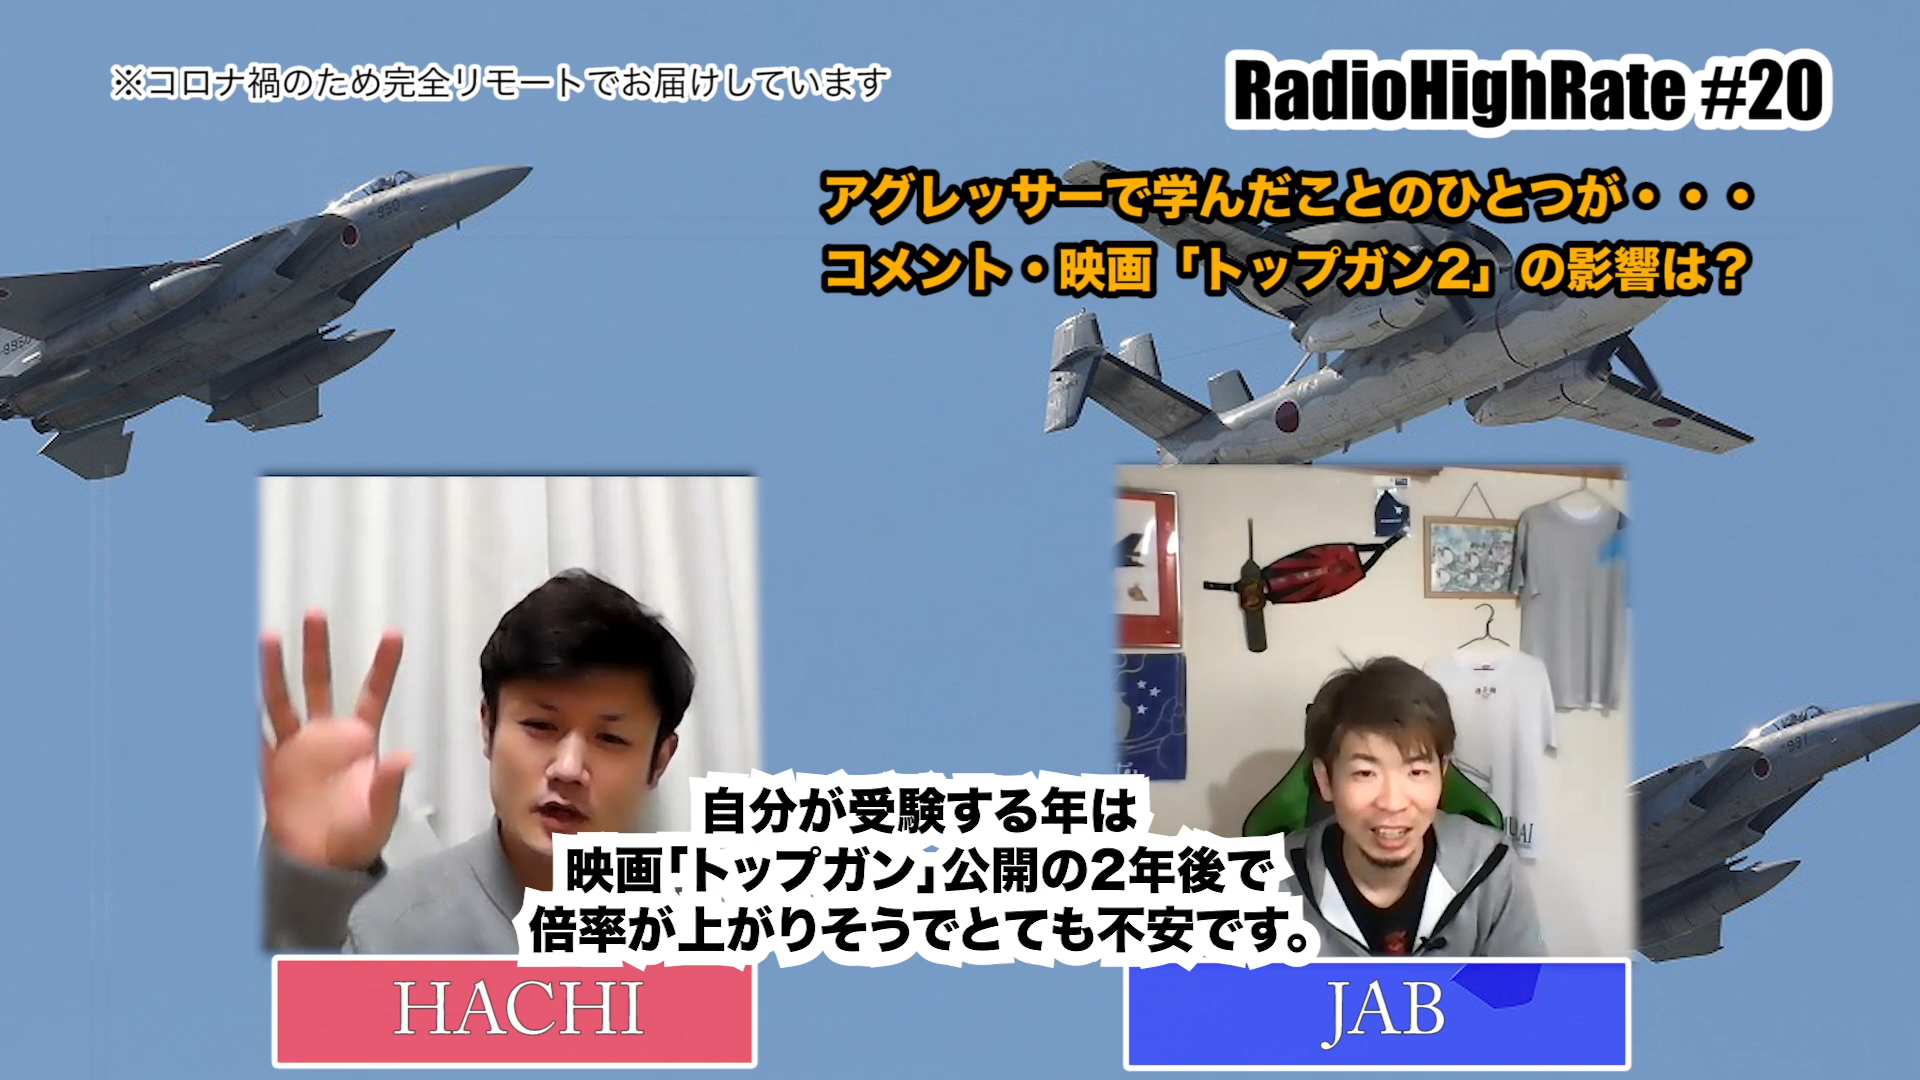 ※コロナ禍のため完全リモートでお届けしています
RadioHighRate #20
アグレッサーで学んだことのひとつが・・・
コメント・映画「トップガン2」の影響は？
950
自分が受験する年は
映画「トップガン」公開の2年後で
倍率が上がりそうでとても不安です。
HACHI
JAB